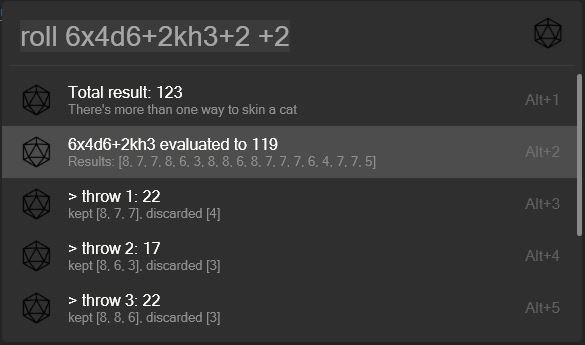 roll 6x4d6+2kh3+2 +2
Total result: 123
There's more than one way to skin a cat
Alt+1
6x4d6+2kh3 evaluated to 119
Results: [8, 7, 7, 8, 6, 3, 8, 8, 6, 8, 7, 7, 7, 6, 4, 7, 7, 5]
Alt+2
> throw 1: 22
kept [8, 7, 7], discarded [4]
Alt+3
> throw 2: 17
kept [8, 6, 3], discarded [3]
Alt+4
> throw 3: 22
kept [8, 8, 6], discarded [3]
Alt+5